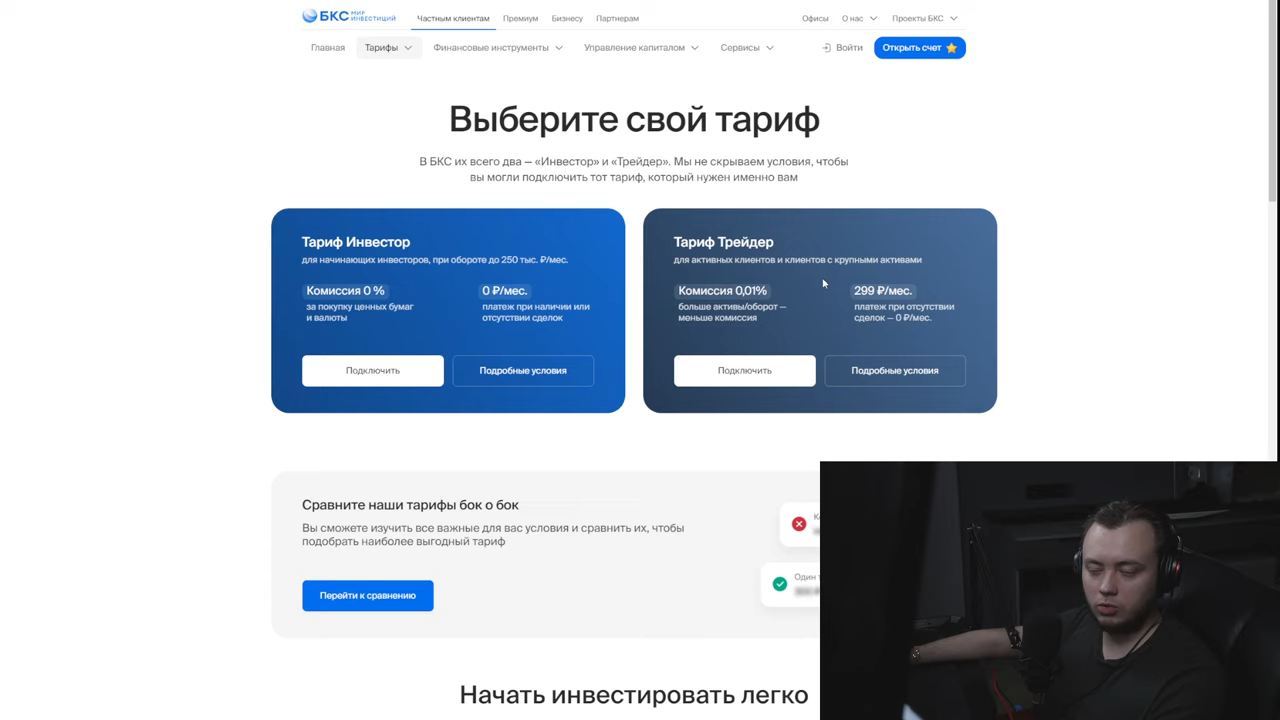 БКС МИР ИНВЕСТИЦИЙ
Частным клиентам
Премиум
Бизнесу
Партнерам
Офисы
О нас
Проекты БКС
Главная
Тарифы
Финансовые инструменты
Управление капиталом
Сервисы
Войти
Открыть счет
Выберите свой тариф
В БКС их всего два — «Инвестор» и «Трейдер». Мы не скрываем условия, чтобы
вы могли подключить тот тариф, который нужен именно вам
Тариф Инвестор
для начинающих инвесторов, при обороте до 250 тыс. ₽/мес.
Комиссия 0 %
за покупку ценных бумаг
и валюты
0 ₽/мес.
платеж при наличии или
отсутствии сделок
Подключить
Подробные условия
Тариф Трейдер
для активных клиентов и клиентов с крупными активами
Комиссия 0,01%
больше активы/оборот —
меньше комиссия
299 ₽/мес.
платеж при отсутствии
сделок — 0 ₽/мес.
Подключить
Подробные условия
Сравните наши тарифы бок о бок
Вы сможете изучить все важные для вас условия и сравнить их, чтобы
подобрать наиболее выгодный тариф
Перейти к сравнению
Один
Начать инвестировать легко